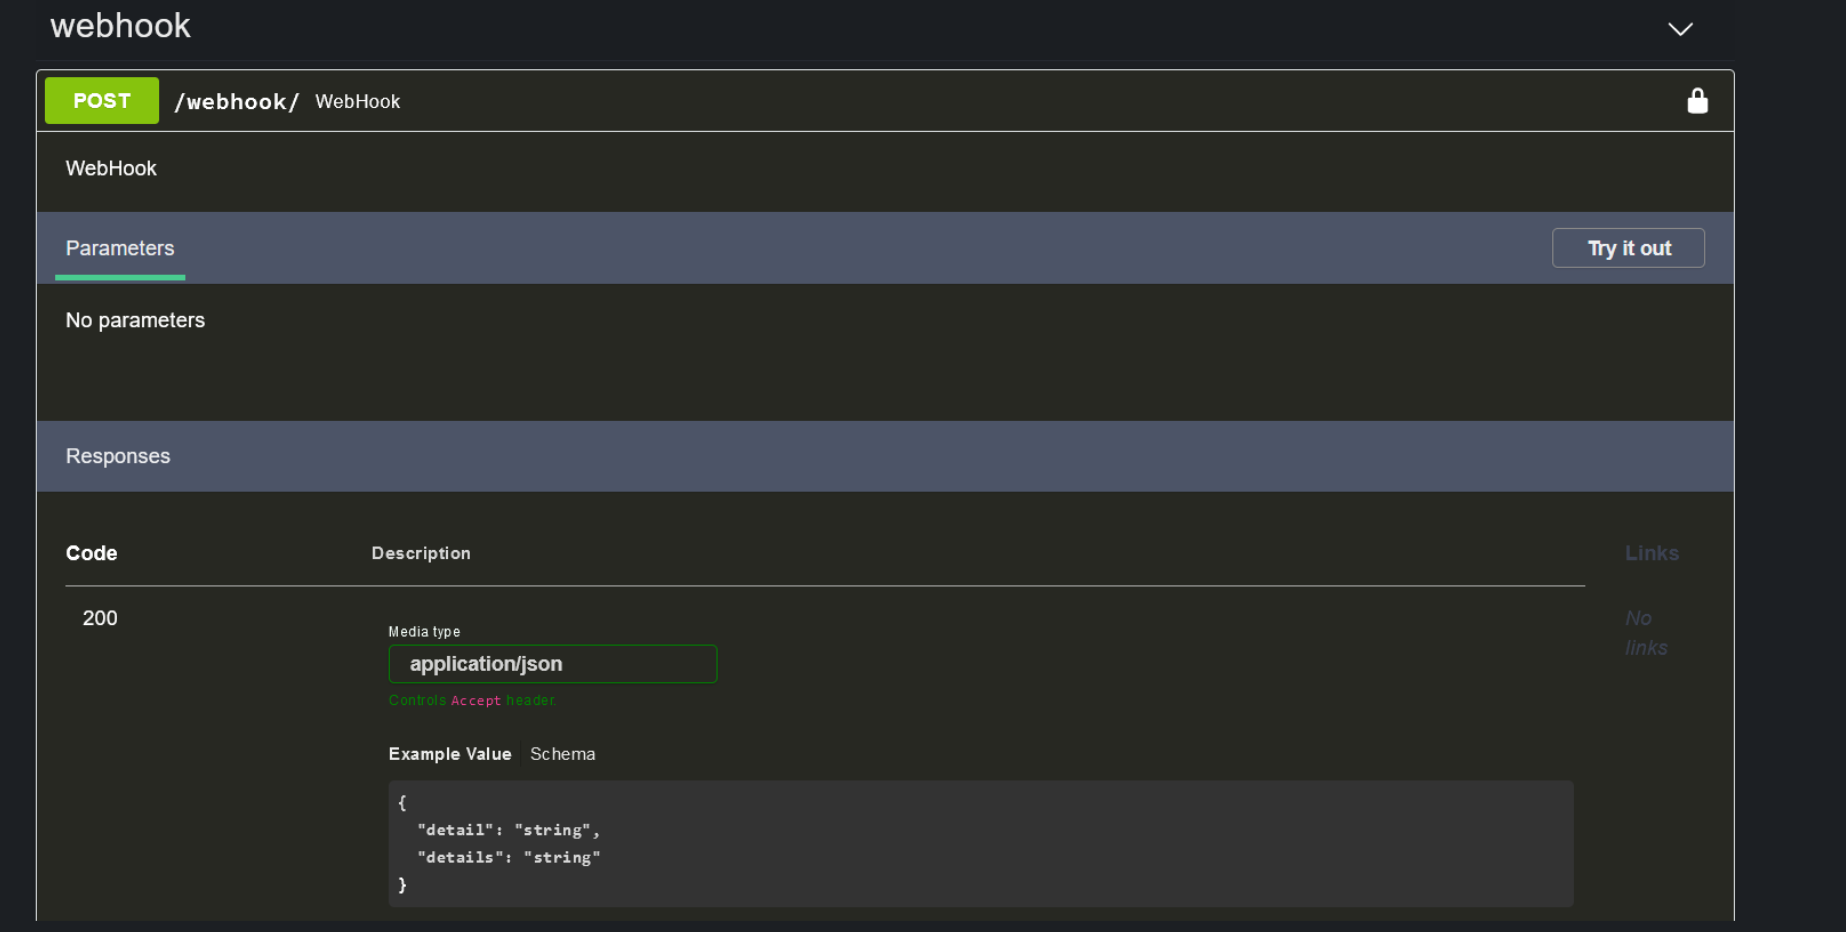 webhook
POST /webhook/ WebHook
WebHook
Parameters Try it out
No parameters
Responses
Code Description Links
200 No links
Media type
application/json
Controls Accept header.
Example Value Schema
{
"detail": "string",
"details": "string"
}